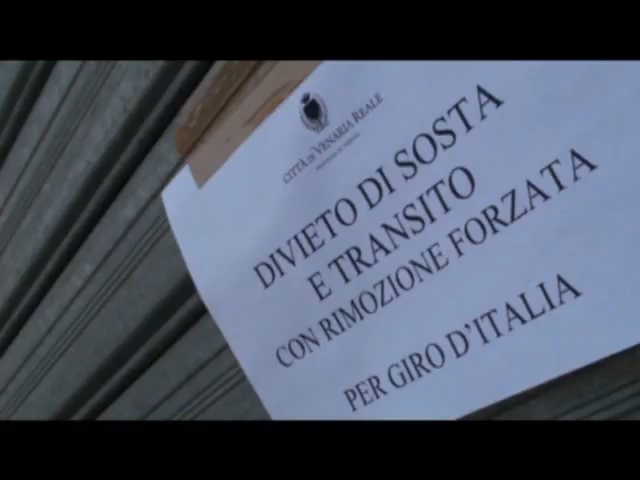 CITTÀ DI VENARIA REALE
DIVIETO DI SOSTA
E TRANSITO
CON RIMOZIONE FORZATA
PER GIRO D'ITALIA